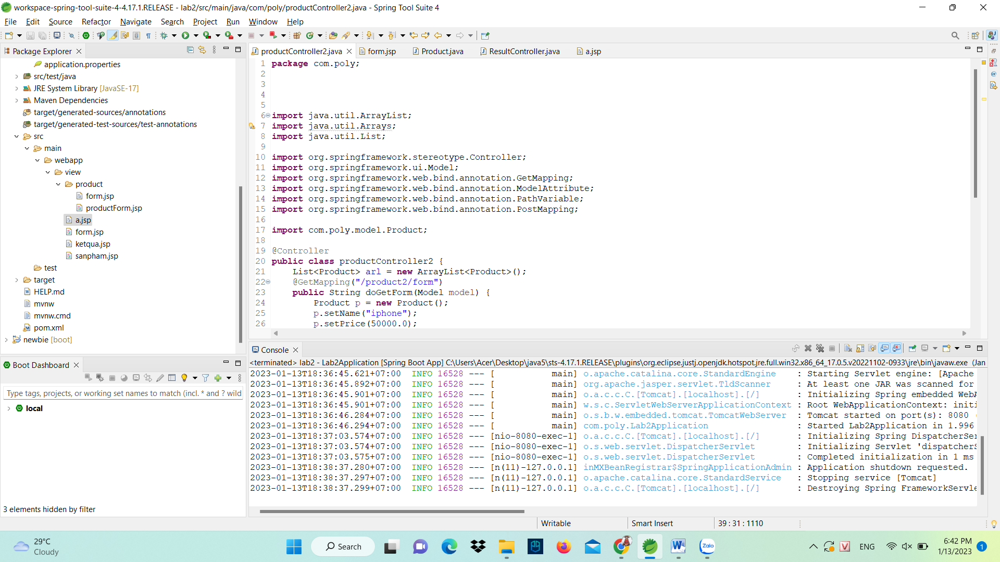 workspace-spring-tool-suite-4-4.17.1.RELEASE - lab2/src/main/java/com/poly/productController2.java - Spring Tool Suite 4
File Edit Source Refactor Navigate Search Project Run Window Help
Package Explorer
application.properties
src/test/java
JRE System Library [JavaSE-17]
Maven Dependencies
target/generated-sources/annotations
target/generated-test-sources/test-annotations
src
main
webapp
view
product
form.jsp
productForm.jsp
a.jsp
form.jsp
ketqua.jsp
sanpham.jsp
test
target
HELP.md
mvnw
mvnw.cmd
pom.xml
newbie [boot]
productController2.java form.jsp Product.java ResultController.java a.jsp
1 package com.poly;
2
3
4
5
6 import java.util.ArrayList;
7 import java.util.Arrays;
8 import java.util.List;
9
10 import org.springframework.stereotype.Controller;
11 import org.springframework.ui.Model;
12 import org.springframework.web.bind.annotation.GetMapping;
13 import org.springframework.web.bind.annotation.ModelAttribute;
14 import org.springframework.web.bind.annotation.PathVariable;
15 import org.springframework.web.bind.annotation.PostMapping;
16
17 import com.poly.model.Product;
18
19 @Controller
20 public class productController2 {
21 List<Product> arl = new ArrayList<Product>();
22 @GetMapping("/product2/form")
23 public String doGetForm(Model model) {
24 Product p = new Product();
25 p.setName("iphone");
26 p.setPrice(50000.0);
Boot Dashboard
Type tags, projects, or working set names to match (incl. * and ? wild
local
3 elements hidden by filter
Console
<terminated> lab2 - Lab2Application [Spring Boot App] C:\Users\Acer\Desktop\java5\sts-4.17.1.RELEASE\plugins\org.eclipse.justj.openjdk.hotspot.jre.full.win32.x86_64_17.0.5.v20221102-0933\jre\bin\javaw.exe (Jan
2023-01-13T18:36:45.621+07:00 INFO 16528 --- [ main] o.apache.catalina.core.StandardEngine : Starting Servlet engine: [Apache
2023-01-13T18:36:45.892+07:00 INFO 16528 --- [ main] org.apache.jasper.servlet.TldScanner : At least one JAR was scanned for
2023-01-13T18:36:45.901+07:00 INFO 16528 --- [ main] o.a.c.c.C.[Tomcat].[localhost].[/] : Initializing Spring embedded WebA
2023-01-13T18:36:45.901+07:00 INFO 16528 --- [ main] w.s.c.ServletWebServerApplicationContext : Root WebApplicationContext: initi
2023-01-13T18:36:46.284+07:00 INFO 16528 --- [ main] o.s.b.w.embedded.tomcat.TomcatWebServer : Tomcat started on port(s): 8080
2023-01-13T18:36:46.294+07:00 INFO 16528 --- [ main] com.poly.Lab2Application : Started Lab2Application in 1.996
2023-01-13T18:37:03.574+07:00 INFO 16528 --- [nio-8080-exec-1] o.a.c.c.C.[Tomcat].[localhost].[/] : Initializing Spring DispatcherSer
2023-01-13T18:37:03.574+07:00 INFO 16528 --- [nio-8080-exec-1] o.s.web.servlet.DispatcherServlet : Initializing Servlet 'dispatcherS
2023-01-13T18:37:03.575+07:00 INFO 16528 --- [nio-8080-exec-1] o.s.web.servlet.DispatcherServlet : Completed initialization in 1 ms
2023-01-13T18:38:37.280+07:00 INFO 16528 --- [n(11)-127.0.0.1] inMXBeanRegistrar$SpringApplicationAdmin : Application shutdown requested.
2023-01-13T18:38:37.297+07:00 INFO 16528 --- [n(11)-127.0.0.1] o.apache.catalina.core.StandardService : Stopping service [Tomcat]
2023-01-13T18:38:37.299+07:00 INFO 16528 --- [n(11)-127.0.0.1] o.a.c.c.C.[Tomcat].[localhost].[/] : Destroying Spring FrameworkServle
Writable Smart Insert 39 : 31 : 1110
29°C
Cloudy
Search
Zalo
ENG
6:42 PM
1/13/2023
1